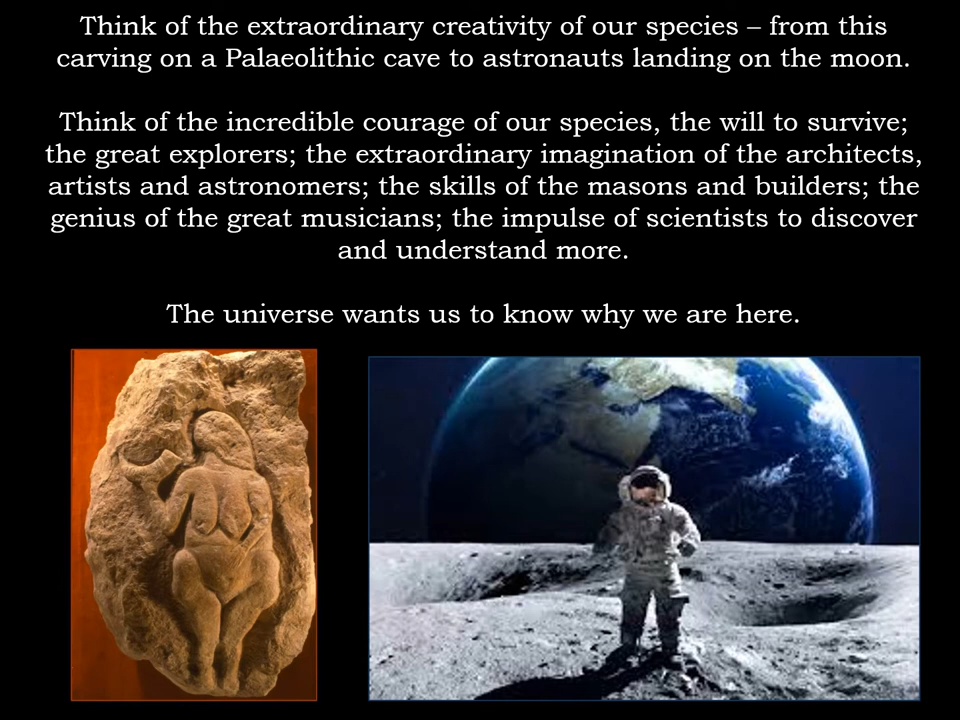 Think of the extraordinary creativity of our species – from this
carving on a Palaeolithic cave to astronauts landing on the moon.
Think of the incredible courage of our species, the will to survive;
the great explorers; the extraordinary imagination of the architects,
artists and astronomers; the skills of the masons and builders; the
genius of the great musicians; the impulse of scientists to discover
and understand more.
The universe wants us to know why we are here.